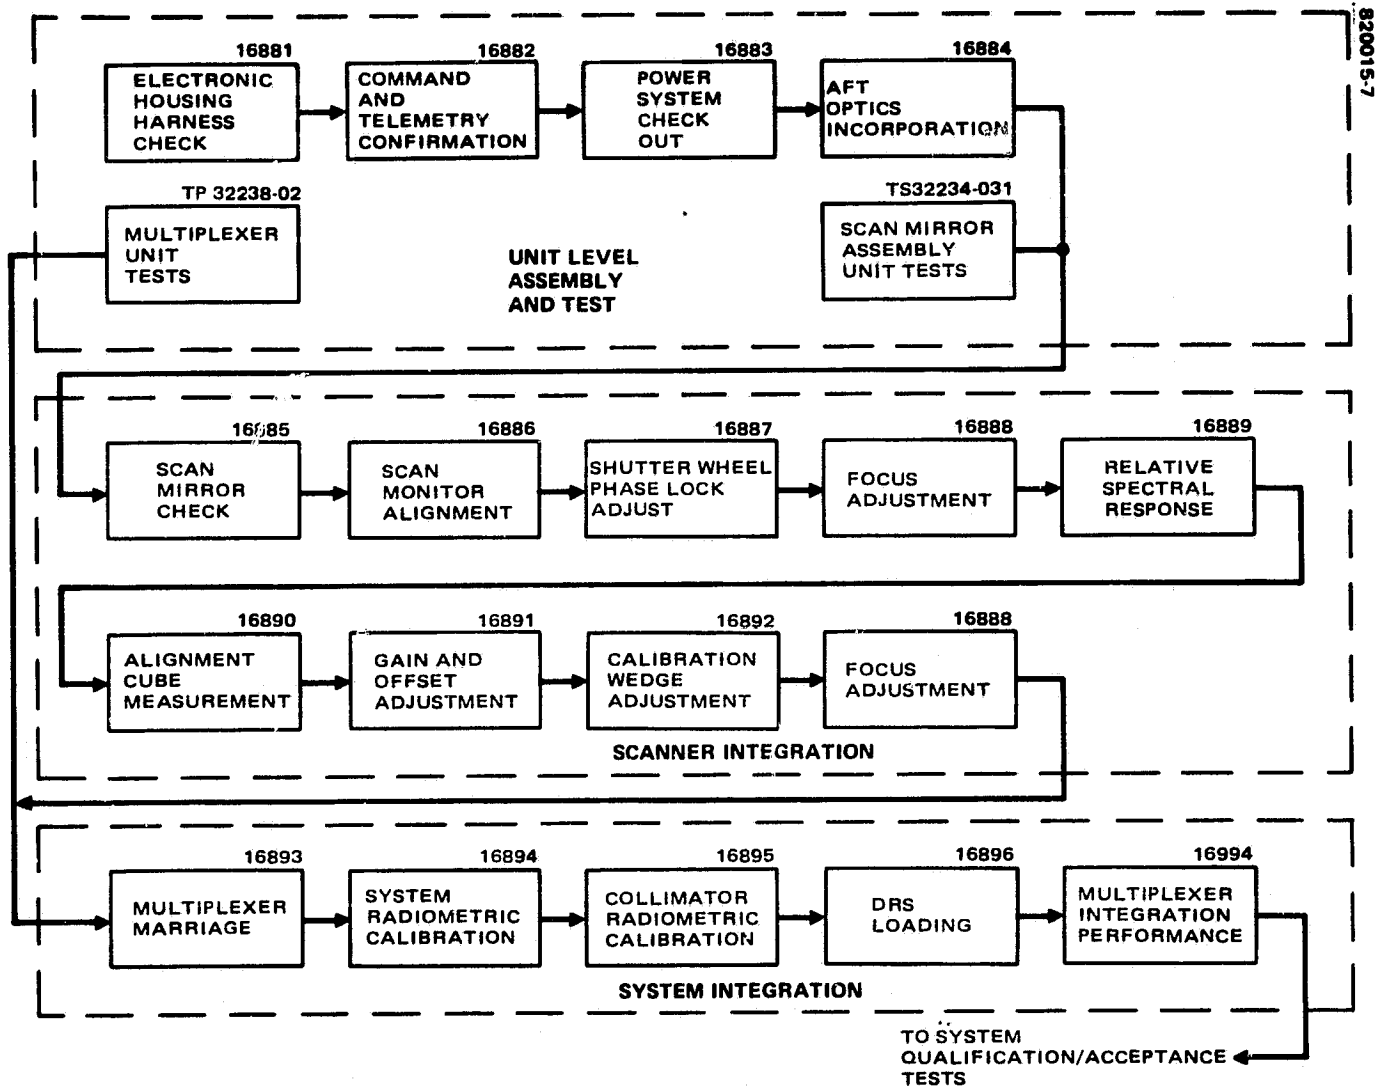 820015-7
16881
ELECTRONIC
HOUSING
HARNESS
CHECK
16882
COMMAND
AND
TELEMETRY
CONFIRMATION
16883
POWER
SYSTEM
CHECK
OUT
16884
AFT
OPTICS
INCORPORATION
TP 32238-02
MULTIPLEXER
UNIT
TESTS
UNIT LEVEL
ASSEMBLY
AND TEST
TS32234-031
SCAN MIRROR
ASSEMBLY
UNIT TESTS
16885
SCAN
MIRROR
CHECK
16886
SCAN
MONITOR
ALIGNMENT
16887
SHUTTER WHEEL
PHASE LOCK
ADJUST
16888
FOCUS
ADJUSTMENT
16889
RELATIVE
SPECTRAL
RESPONSE
16890
ALIGNMENT
CUBE
MEASUREMENT
16891
GAIN AND
OFFSET
ADJUSTMENT
16892
CALIBRATION
WEDGE
ADJUSTMENT
16888
FOCUS
ADJUSTMENT
SCANNER INTEGRATION
16893
MULTIPLEXER
MARRIAGE
16894
SYSTEM
RADIOMETRIC
CALIBRATION
16895
COLLIMATOR
RADIOMETRIC
CALIBRATION
16896
DRS
LOADING
16994
MULTIPLEXER
INTEGRATION
PERFORMANCE
SYSTEM INTEGRATION
TO SYSTEM
QUALIFICATION/ACCEPTANCE
TESTS